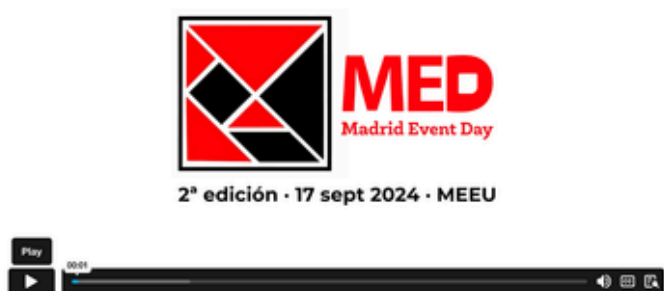 MED
Madrid Event Day
2ª edición · 17 sept 2024 · MEEU
Play
00:01